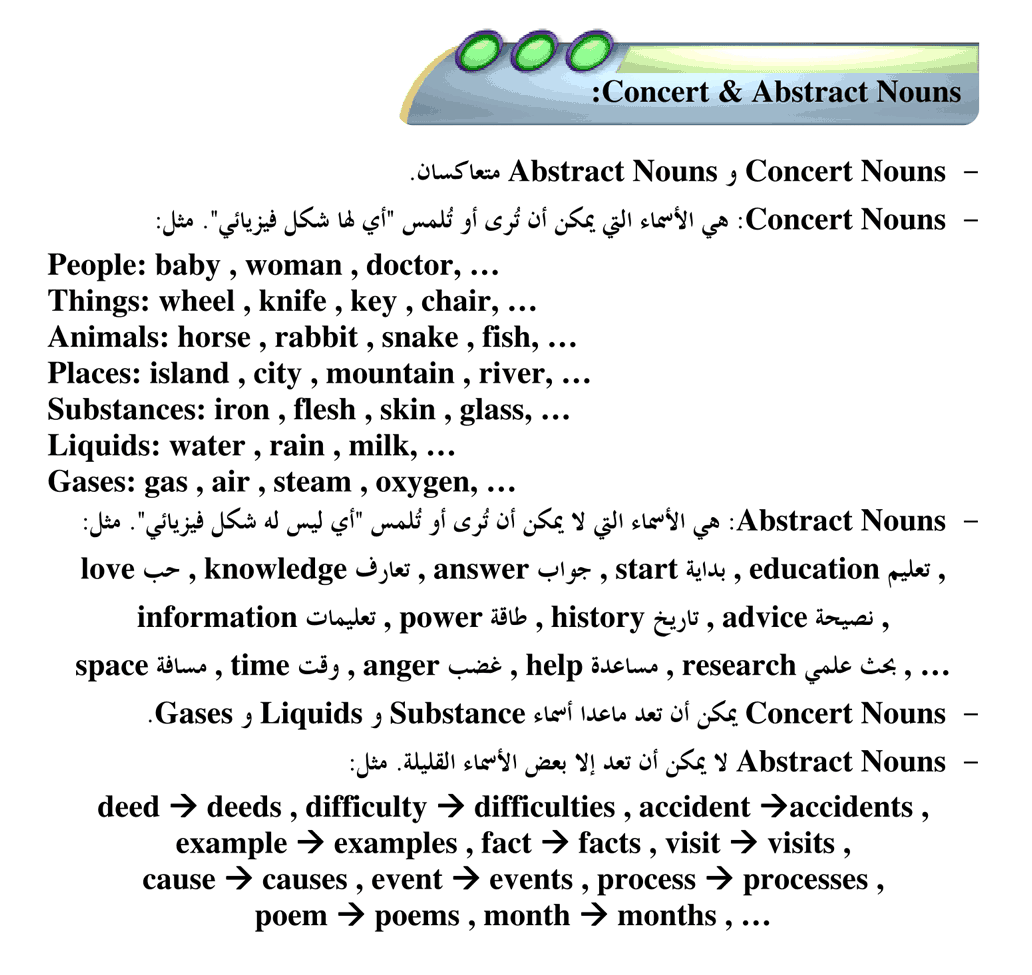 Concert & Abstract Nouns:
- Concert Nouns و Abstract Nouns متعاكسان.
- Concert Nouns: هي الأسماء التي يمكن أن تُرى أو تُلمس "أي لها شكل فيزيائي". مثل:
People: baby , woman , doctor, …
Things: wheel , knife , key , chair, …
Animals: horse , rabbit , snake , fish, …
Places: island , city , mountain , river, …
Substances: iron , flesh , skin , glass, …
Liquids: water , rain , milk, …
Gases: gas , air , steam , oxygen, …
- Abstract Nouns: هي الأسماء التي لا يمكن أن تُرى أو تُلمس "أي ليس له شكل فيزيائي". مثل:
love حب , knowledge تعارف , answer جواب , start بداية , education تعليم ,
information تعليمات , power طاقة , history تاريخ , advice نصيحة ,
space مسافة , time وقت , anger غضب , help مساعدة , research بحث علمي , …
- Concert Nouns يمكن أن تعد ماعدا أسماء Substance و Liquids و Gases.
- Abstract Nouns لا يمكن أن تعد إلا بعض الأسماء القليلة. مثل:
deed → deeds , difficulty → difficulties , accident →accidents ,
example → examples , fact → facts , visit → visits ,
cause → causes , event → events , process → processes ,
poem → poems , month → months , …